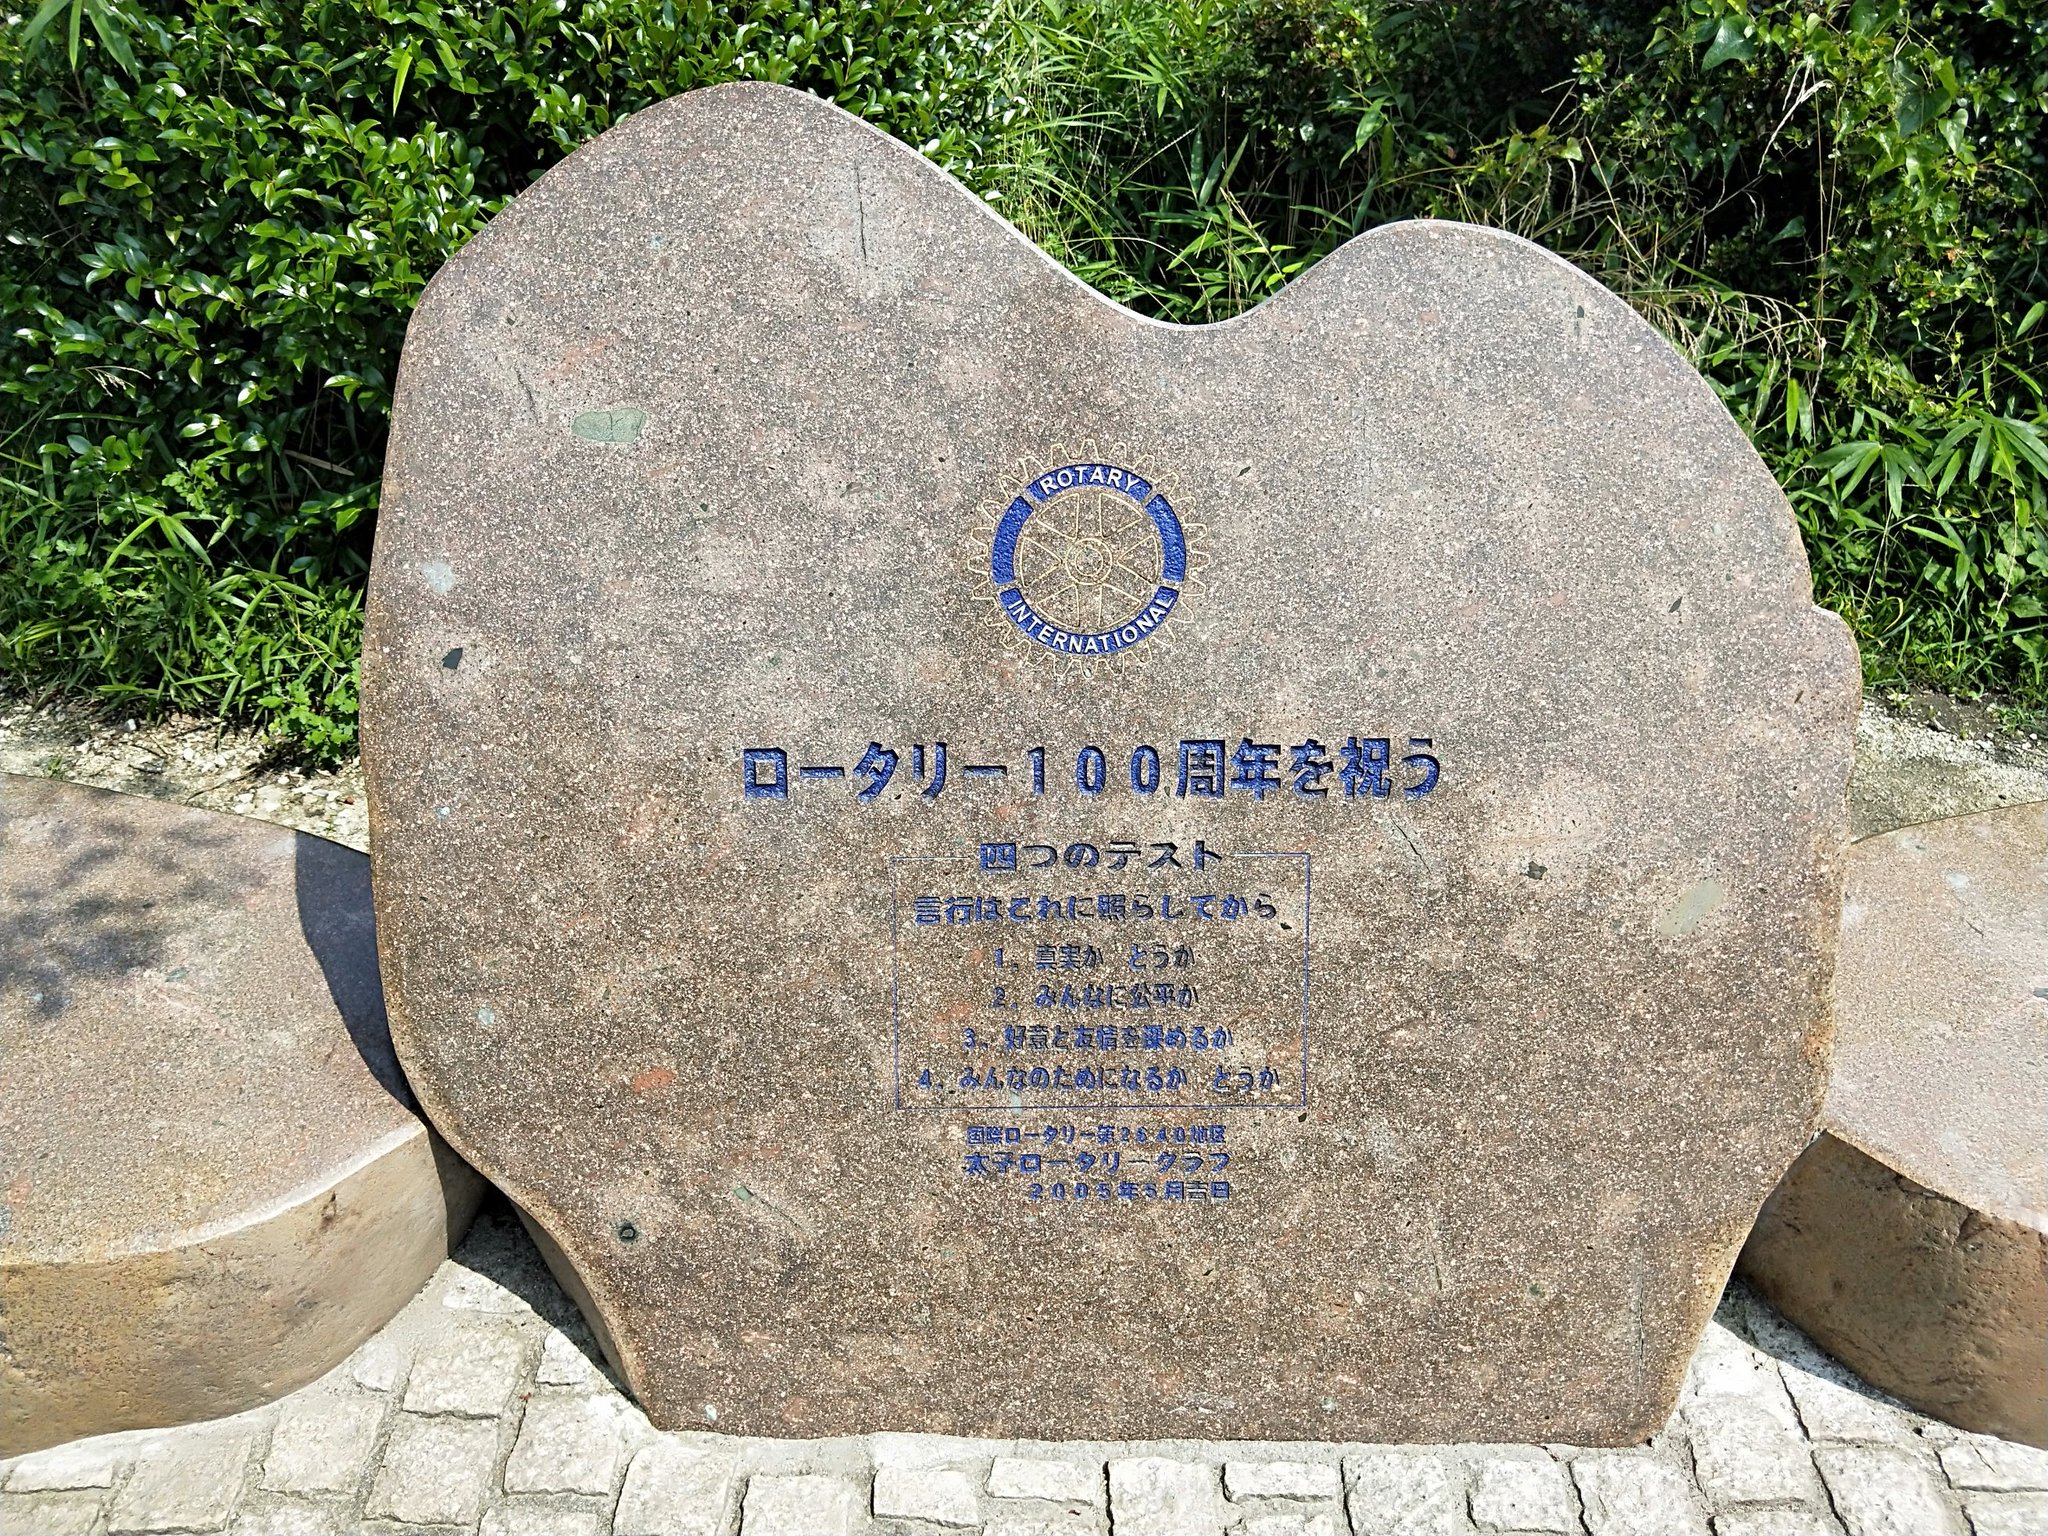 ROTARY
INTERNATIONAL
ロータリー100周年を祝う
四つのテスト
言行はこれに照らしてから
1．真実か　どうか
2．みんなに公平か
3．好意と友情を深めるか
4．みんなのためになるか　どうか
国際ロータリー第2640地区
太子ロータリークラブ
2005年5月吉日